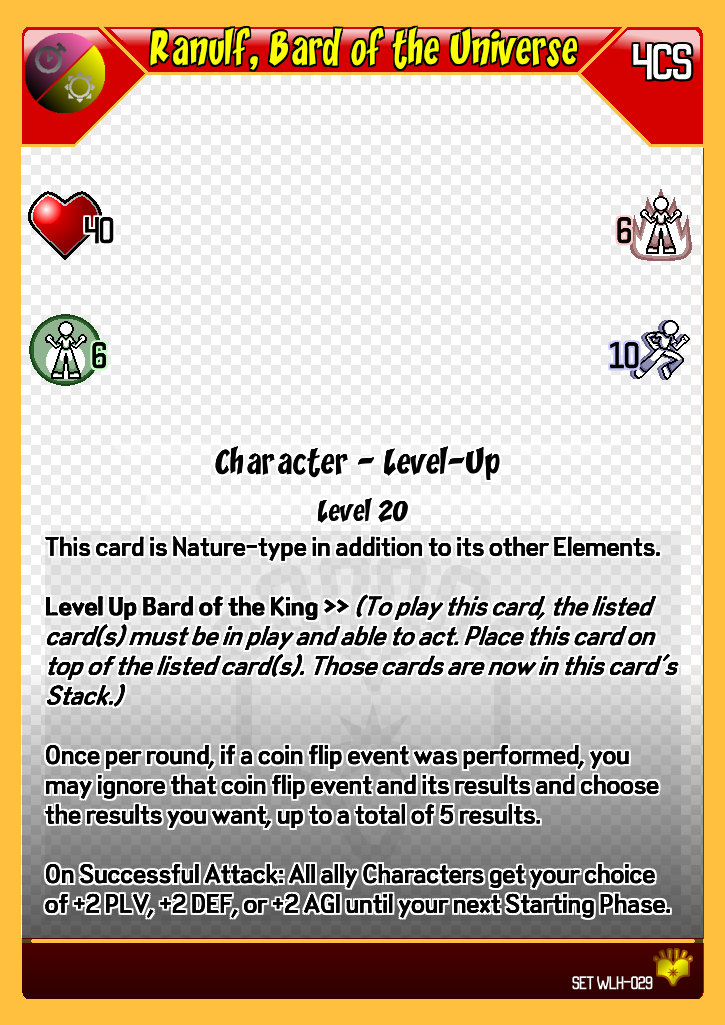 Ranulf, Bard of the Universe
4CS
40
6
6
10
Character - Level-Up
Level 20
This card is Nature-type in addition to its other Elements.
Level Up Bard of the King >> (To play this card, the listed
card(s) must be in play and able to act. Place this card on
top of the listed card(s). Those cards are now in this card's
Stack.)
Once per round, if a coin flip event was performed, you
may ignore that coin flip event and its results and choose
the results you want, up to a total of 5 results.
On Successful Attack: All ally Characters get your choice
of +2 PLV, +2 DEF, or +2 AGI until your next Starting Phase.
SET WLH-029